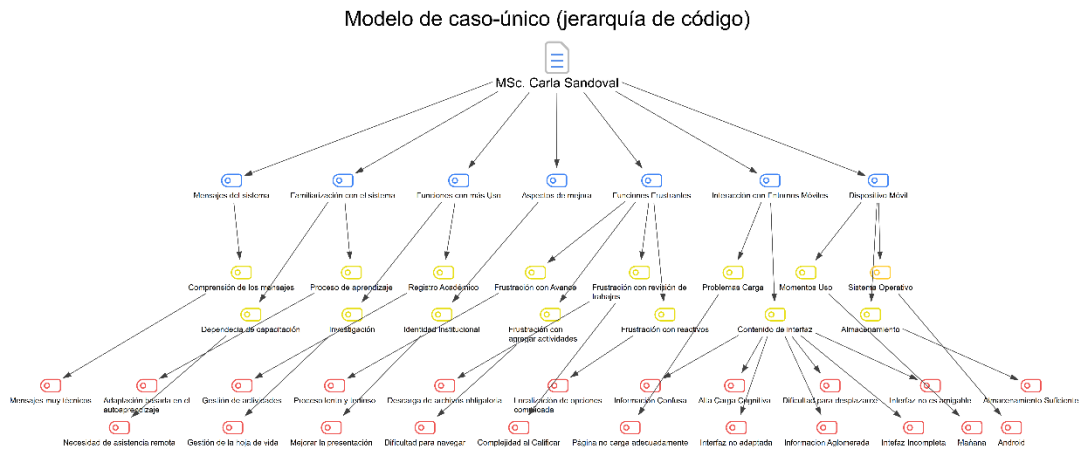 Modelo de caso-único (jerarquía de código)
MSc. Carla Sandoval
Mensajes del sistema
Familiarización con el sistema
Funciones con más Uso
Aspectos de mejora
Funciones Frustrantes
Interacción con Entornos Móviles
Dispositivo Móvil
Comprensión de los mensajes
Proceso de aprendizaje
Registro Académico
Frustración con Avance
Frustración con revisión de
trabajos
Problemas Carga
Momentos Uso
Sistema Operativo
Dependecia de capacitación
Investigación
Identidad Institucional
Frustración con
agregar actividades
Frustración con reactivos
Contenido de interfaz
Almacenamiento
Mensajes muy técnicos
Adaptación basada en el
autoaprendizaje
Gestión de actividades
Proceso lento y tedioso
Descarga de archivos obligatoria
Localización de opciones
complicada
Información Confusa
Alta Carga Cognitiva
Dificultad para desplazarse
Interfaz no es amigable
Almacenamiento Suficiente
Necesidad de asistencia remota
Gestión de la hoja de vida
Mejorar la presentación
Dificultad para navegar
Complejidad al Calificar
Página no carga adecuadamente
Interfaz no adaptada
Informacion Aglomerada
Intefaz Incompleta
Mañana
Android